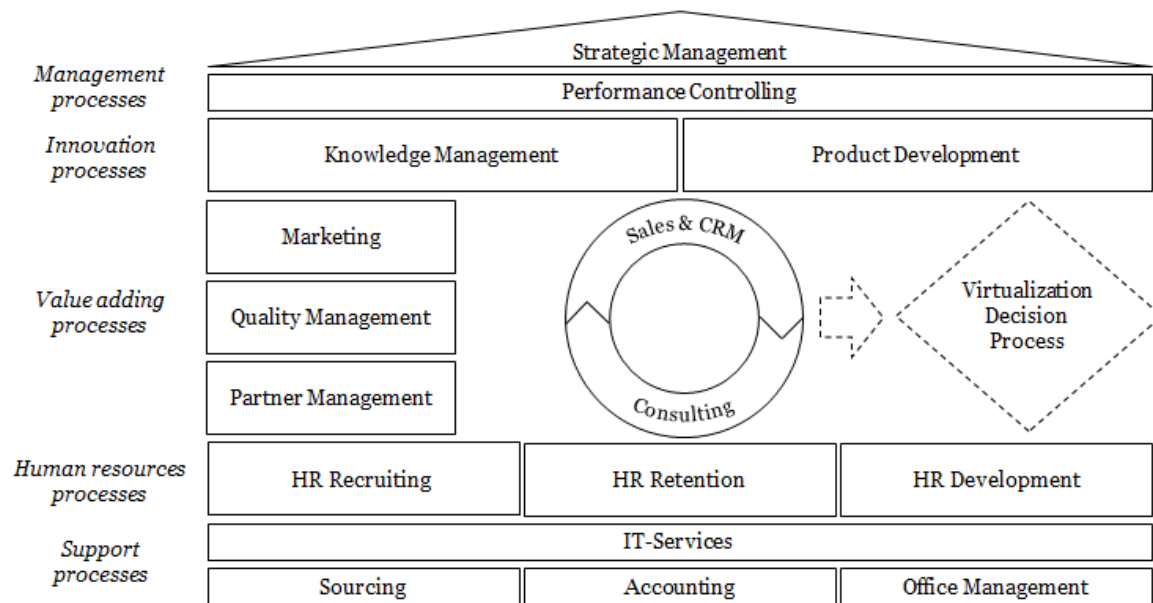 Strategic Management
Management
processes
Performance Controlling
Innovation
processes
Knowledge Management
Product Development
Value adding
processes
Marketing
Quality Management
Partner Management
Sales & CRM
Consulting
Virtualization
Decision
Process
Human resources
processes
HR Recruiting
HR Retention
HR Development
Support
processes
IT-Services
Sourcing
Accounting
Office Management